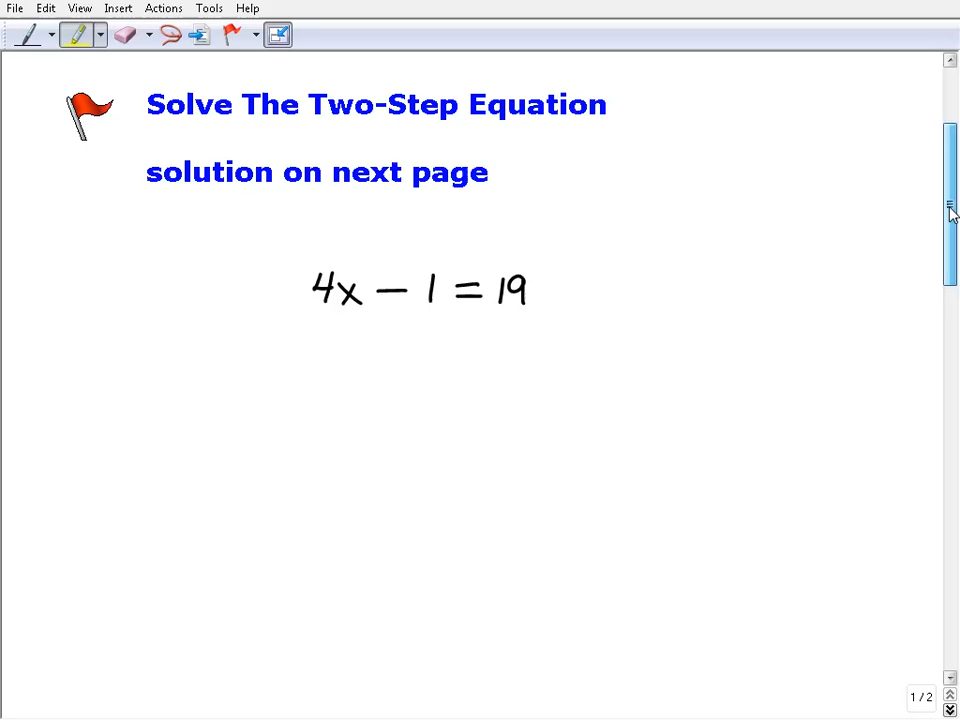 File Edit View Insert Actions Tools Help
Solve The Two-Step Equation
solution on next page
4x − 1 = 19
1 / 2